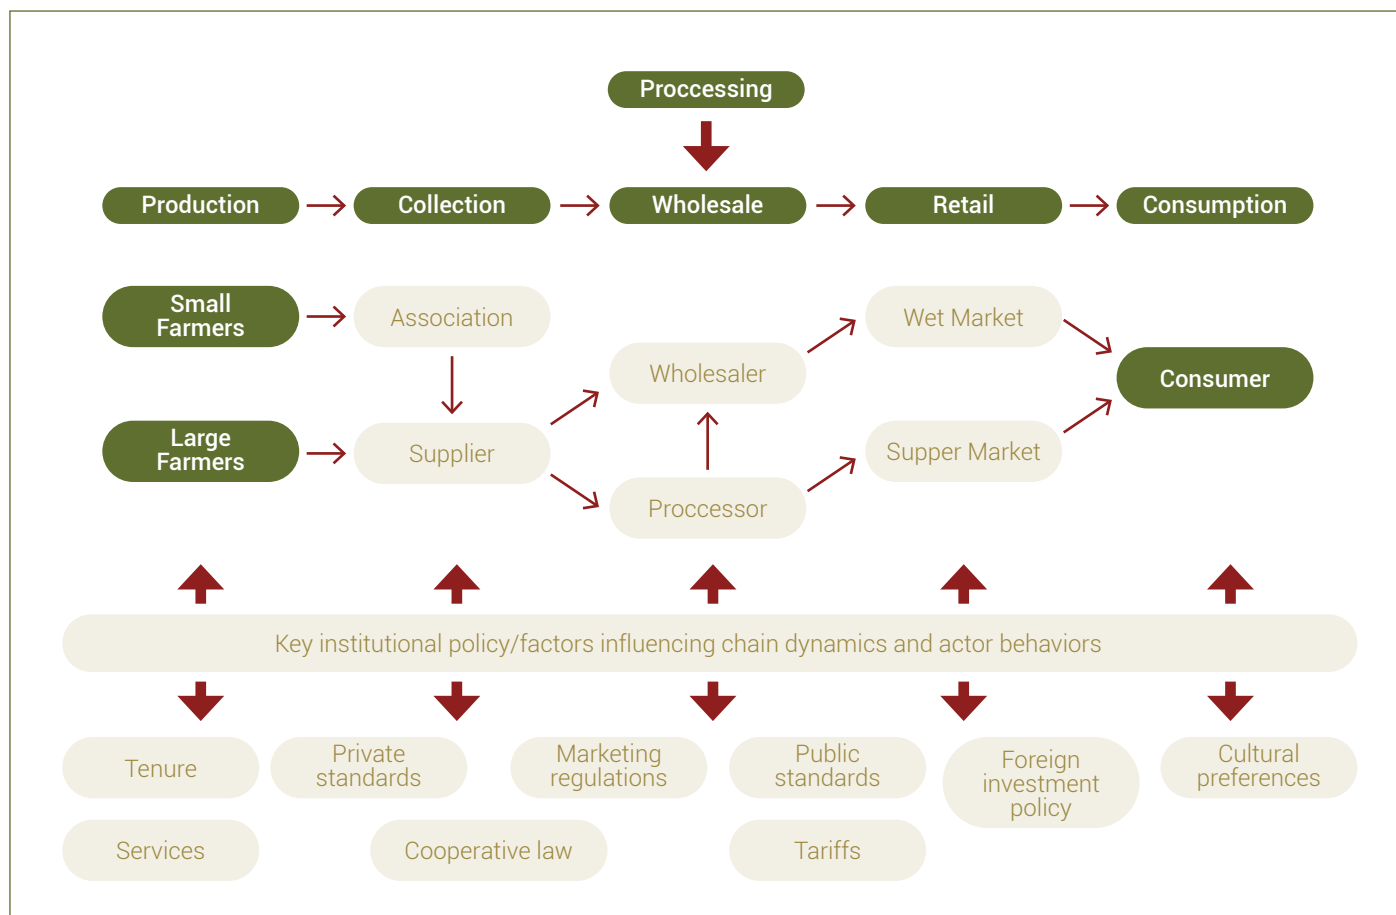 Proccessing
Production
Collection
Wholesale
Retail
Consumption
Small
Farmers
Association
Wet Market
Wholesaler
Consumer
Large
Farmers
Supplier
Supper Market
Proccessor
Key institutional policy/factors influencing chain dynamics and actor behaviors
Tenure
Private
standards
Marketing
regulations
Public
standards
Foreign
investment
policy
Cultural
preferences
Services
Cooperative law
Tariffs